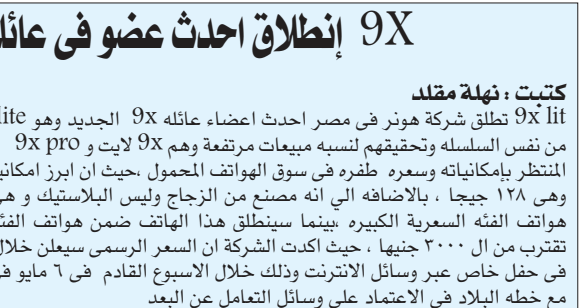 9X إنطلاق احدث عضو فى عائل
كتبت : نهلة مقلد
9x lit تطلق شركة هونر فى مصر احدث اعضاء عائله 9x الجديد وهو lite
من نفس السلسله وتحقيقهم لنسبه مبيعات مرتفعة وهم 9x لايت و 9x pro
المنتظر بإمكانياته وسعره طفره فى سوق الهواتف المحمول ،حيث ان ابرز امكاني
وهى ١٢٨ جيجا ، بالاضافه الي انه مصنع من الزجاج وليس البلاستيك و هي
هواتف الفئه السعرية الكبيره ،بينما سينطلق هذا الهاتف ضمن هواتف الفئ
تقترب من ال ٣٠٠٠ جنيها ، حيث اكدت الشركة ان السعر الرسمى سيعلن خلال
فى حفل خاص عبر وسائل الانترنت وذلك خلال الاسبوع القادم فى ٦ مايو فى
مع خطه البلاد فى الاعتماد على وسائل التعامل عن البعد